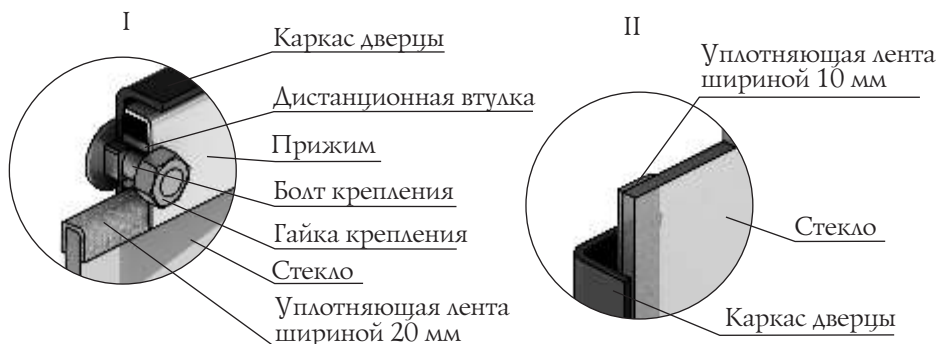 I
Каркас дверцы
Дистанционная втулка
Прижим
Болт крепления
Гайка крепления
Стекло
Уплотняющая лента
шириной 20 мм
II
Уплотняющая лента
шириной 10 мм
Стекло
Каркас дверцы